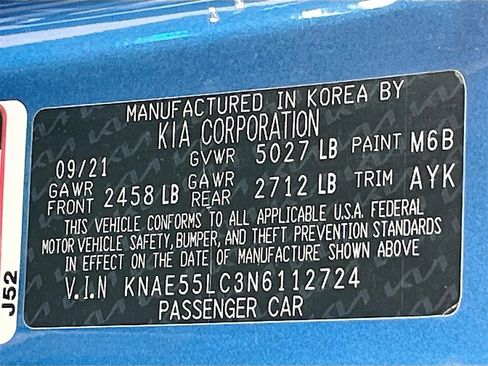 MANUFACTURED IN KOREA BY
KIA CORPORATION
09/21 GVWR 5027 LB PAINT M6B
GAWR FRONT 2458 LB GAWR REAR 2712 LB TRIM AYK
THIS VEHICLE CONFORMS TO ALL APPLICABLE U.S.A. FEDERAL
MOTOR VEHICLE SAFETY, BUMPER, AND THEFT PREVENTION STANDARDS
IN EFFECT ON THE DATE OF MANUFACTURE SHOWN ABOVE
V.I.N KNAE55LC3N6112724
PASSENGER CAR
J52